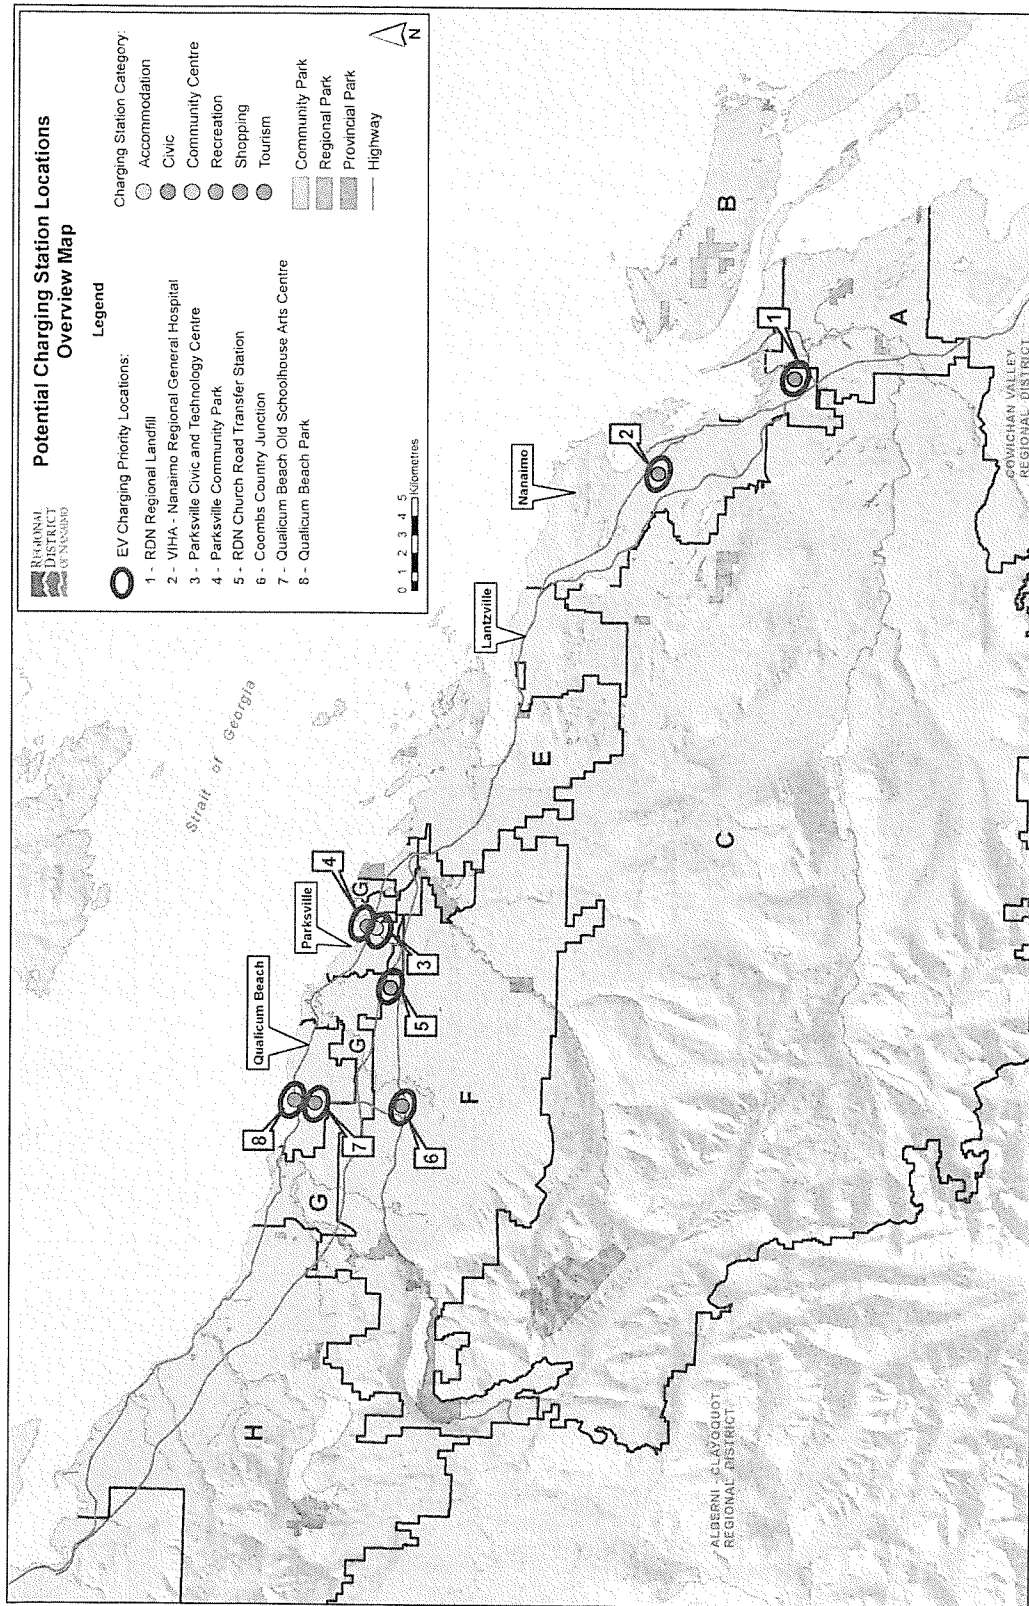 Potential Charging Station Locations
Overview Map
REGIONAL
DISTRICT
OF NANAIMO
Legend
EV Charging Priority Locations:
1 - RDN Regional Landfill
2 - VIHA - Nanaimo Regional General Hospital
3 - Parksville Civic and Technology Centre
4 - Parksville Community Park
5 - RDN Church Road Transfer Station
6 - Coombs Country Junction
7 - Qualicum Beach Old Schoolhouse Arts Centre
8 - Qualicum Beach Park
Charging Station Category:
Accommodation
Civic
Community Centre
Recreation
Shopping
Tourism
Community Park
Regional Park
Provincial Park
Highway
0 1 2 3 4 5
Kilometres
N
Strait of Georgia
Qualicum Beach
Parksville
Lantzville
Nanaimo
8
7
6
5
3
4
2
1
H
G
G
G
F
E
C
B
A
ALBERNI - CLAYOQUOT
REGIONAL DISTRICT
COWICHAN VALLEY
REGIONAL DISTRICT